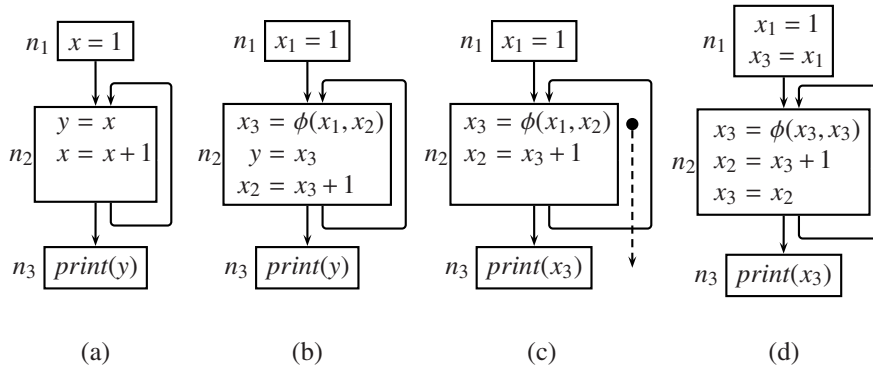 n₁ x = 1
y = x
n₂ x = x + 1
n₃ print(y)
(a)
n₁ x₁ = 1
x₃ = ϕ(x₁, x₂)
n₂ y = x₃
x₂ = x₃ + 1
n₃ print(y)
(b)
n₁ x₁ = 1
x₃ = ϕ(x₁, x₂)
n₂ x₂ = x₃ + 1
n₃ print(x₃)
(c)
x₁ = 1
n₁ x₃ = x₁
x₃ = ϕ(x₃, x₃)
n₂ x₂ = x₃ + 1
x₃ = x₂
n₃ print(x₃)
(d)